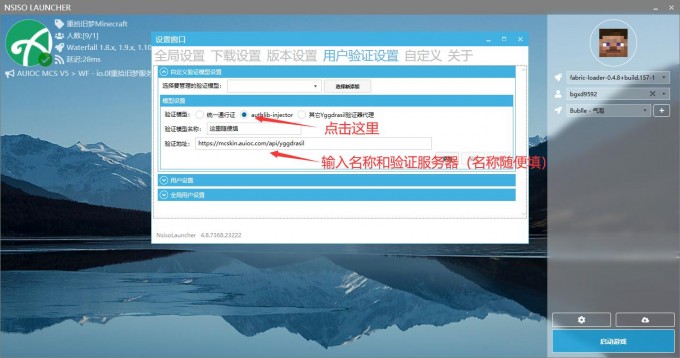 NSISO LAUNCHER
重拾旧梦Minecraft
人数:[9/1]
Waterfall 1.8.x, 1.9.x, 1.10
延迟:28ms
AUIOC MCS V5 > WF - io.0l重拾旧梦服务
设置窗口
全局设置 下载设置 版本设置 用户验证设置 自定义 关于
自定义验证模型设置
选择要管理的验证模型:
选择新添加
模型设置
验证模型: 统一通行证 authlib-injector 其它Yggdrasil验证器代理
点击这里
验证模型名称: 这里随便填
验证地址: https://mcskin.auioc.com/api/yggdrasil
输入名称和验证服务器（名称随便填）
用户设置
全局用户设置
NsisoLauncher 4.8.7368.23222
fabric-loader-0.4.8+build.157-1
bgxd9592
Bublle - 气泡
启动游戏